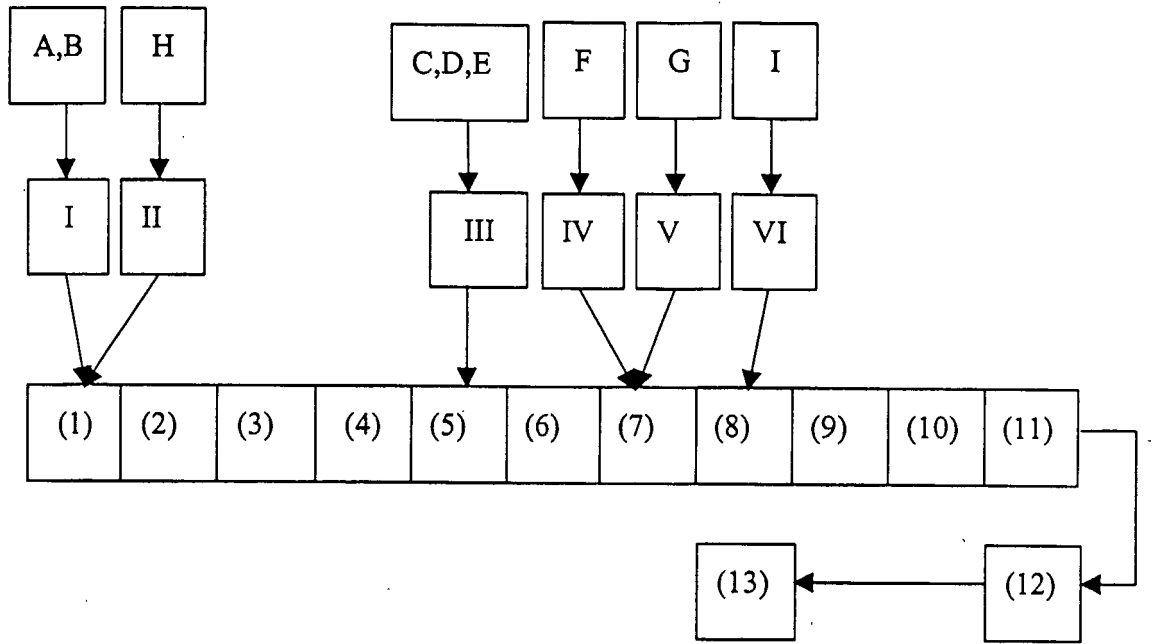 A,B H C,D,E F G I
I II III IV V VI
(1) (2) (3) (4) (5) (6) (7) (8) (9) (10) (11)
(13) (12)